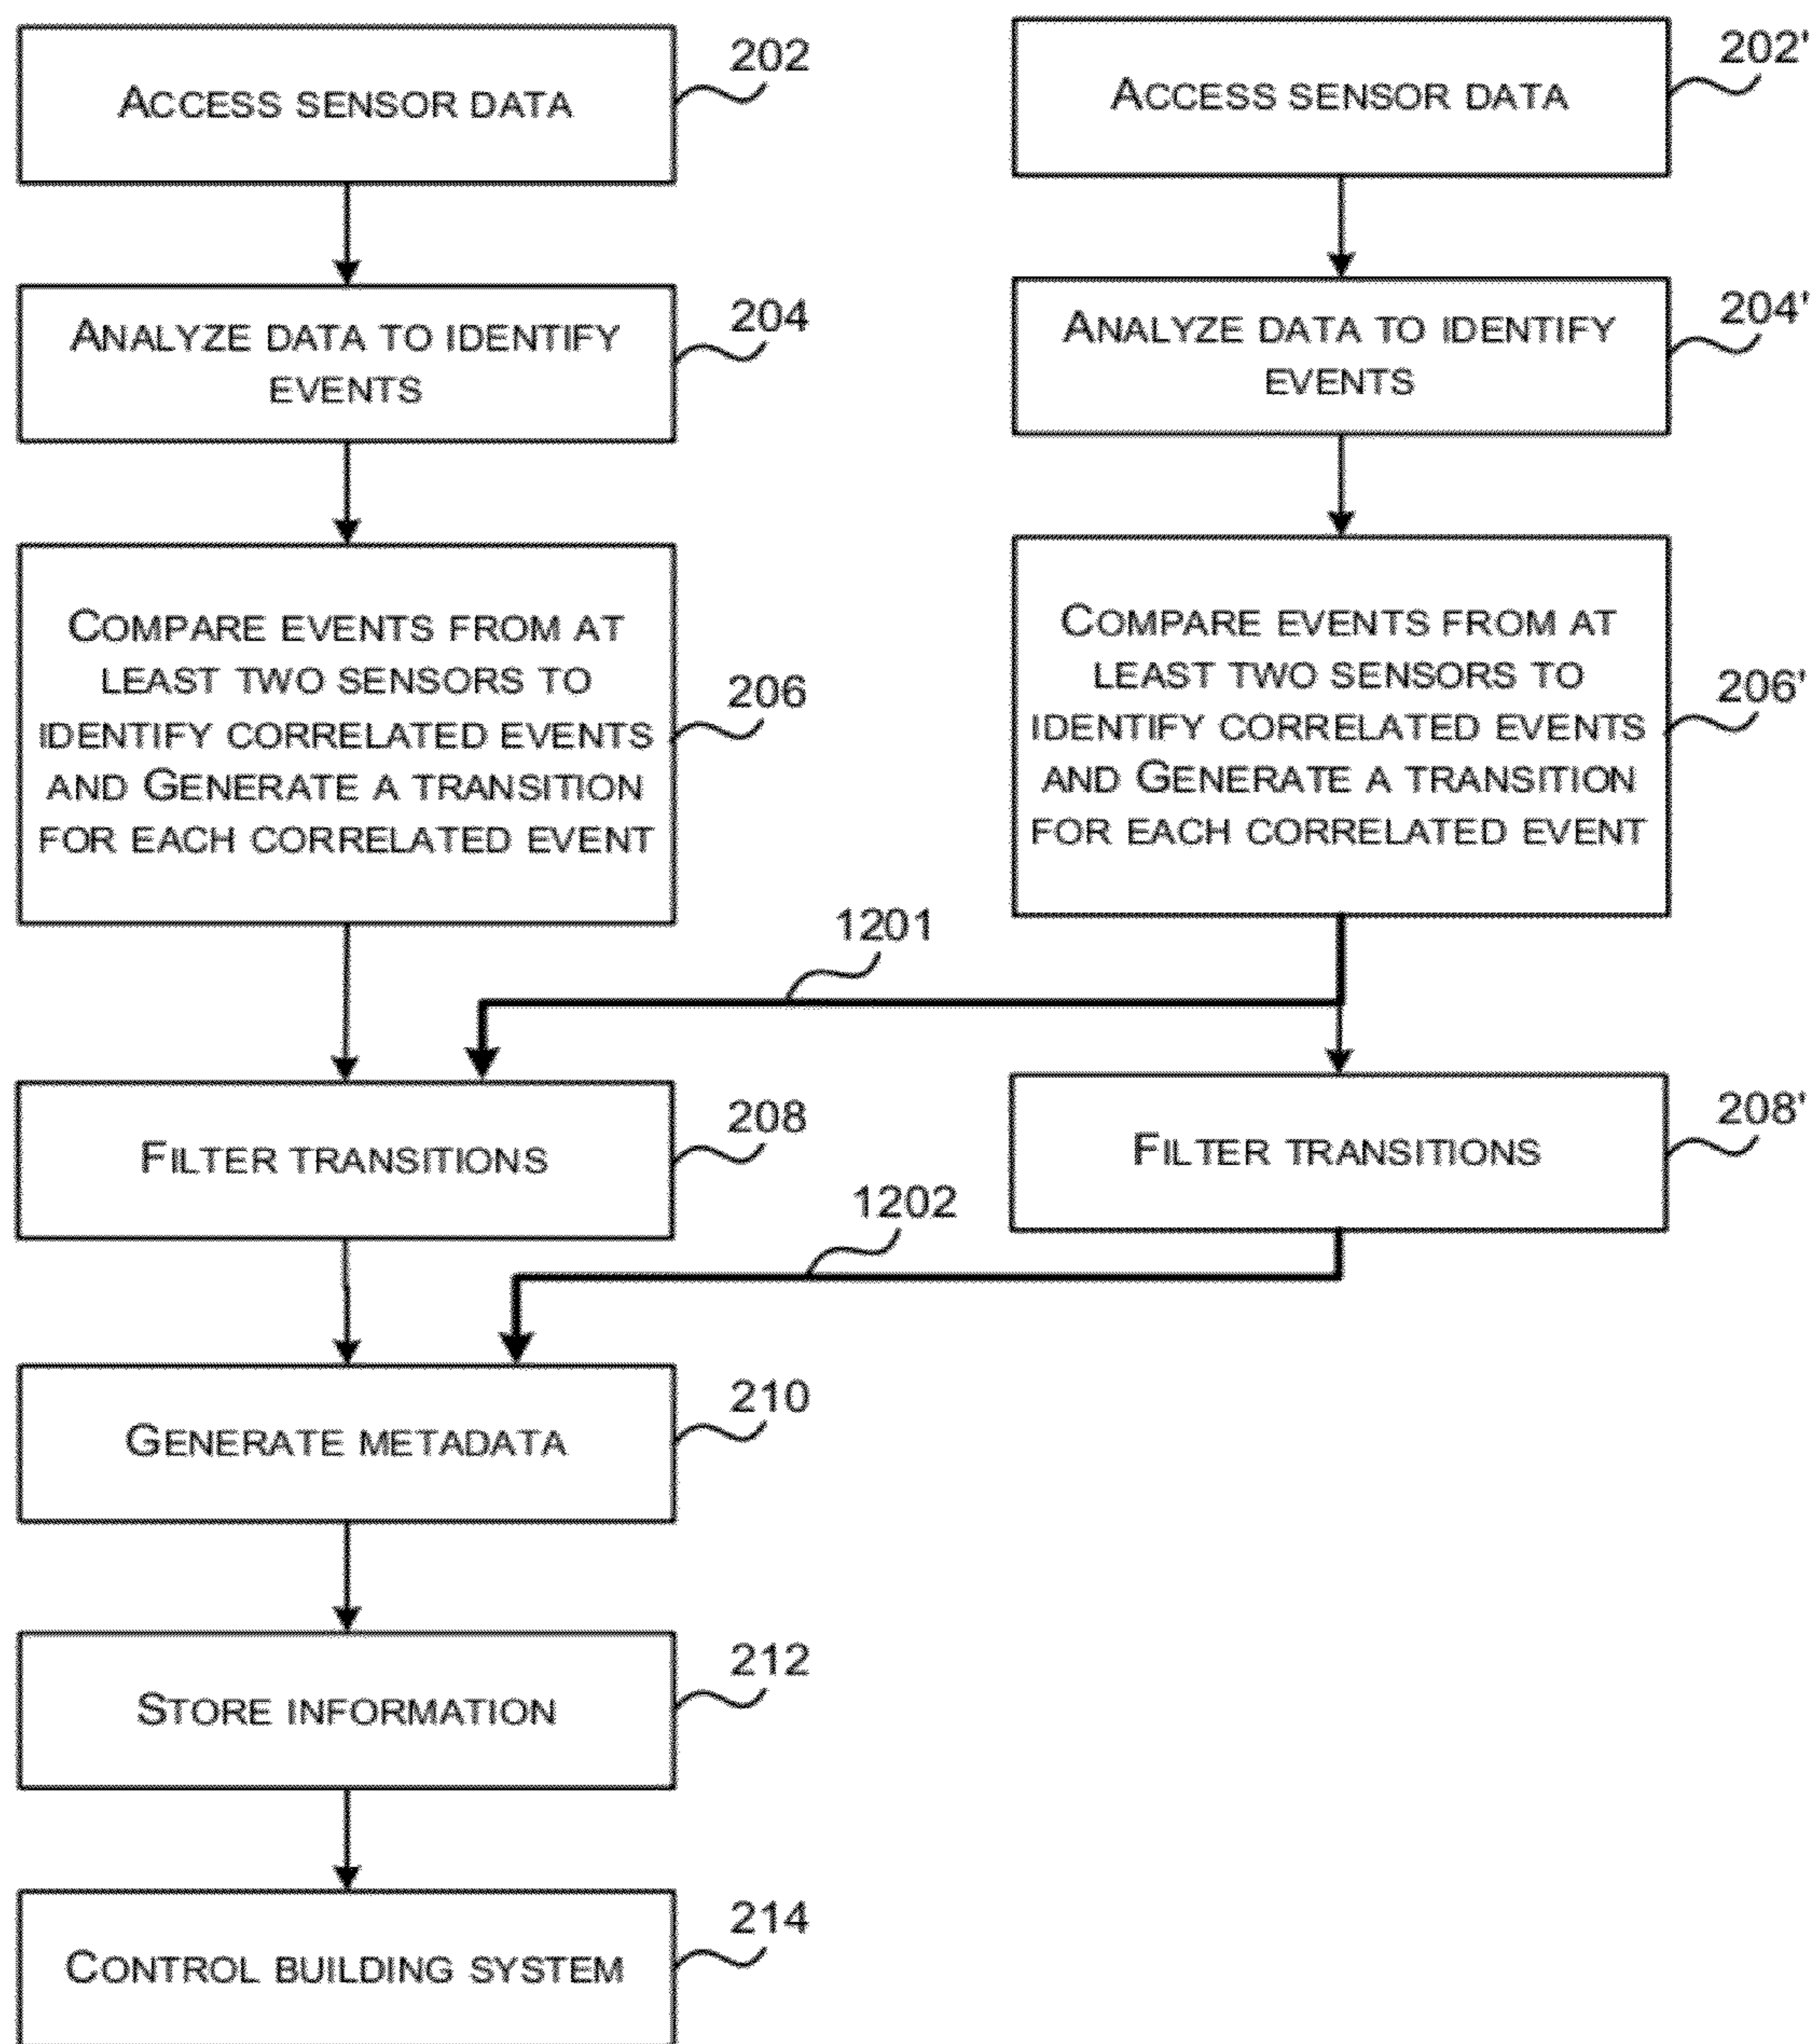 ACCESS SENSOR DATA
202
ACCESS SENSOR DATA
202'
ANALYZE DATA TO IDENTIFY
EVENTS
204
ANALYZE DATA TO IDENTIFY
EVENTS
204'
COMPARE EVENTS FROM AT
LEAST TWO SENSORS TO
IDENTIFY CORRELATED EVENTS
AND GENERATE A TRANSITION
FOR EACH CORRELATED EVENT
206
COMPARE EVENTS FROM AT
LEAST TWO SENSORS TO
IDENTIFY CORRELATED EVENTS
AND GENERATE A TRANSITION
FOR EACH CORRELATED EVENT
206'
1201
FILTER TRANSITIONS
208
FILTER TRANSITIONS
208'
1202
GENERATE METADATA
210
STORE INFORMATION
212
CONTROL BUILDING SYSTEM
214